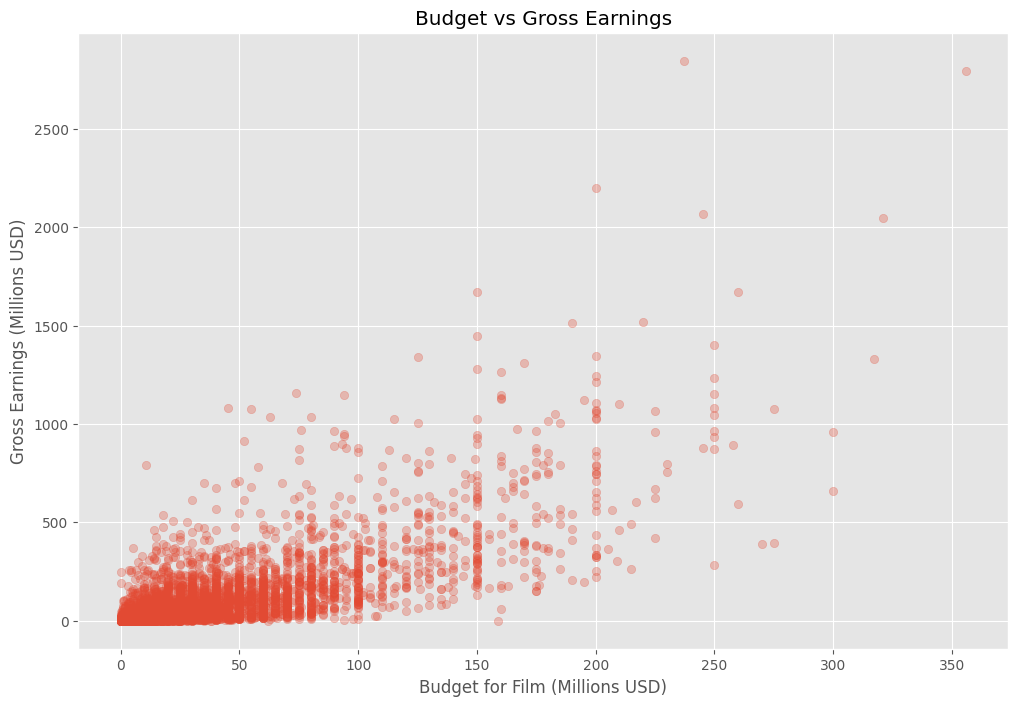 Budget vs Gross Earnings
Gross Earnings (Millions USD)
2500
2000
1500
1000
500
0
0 50 100 150 200 250 300 350
Budget for Film (Millions USD)